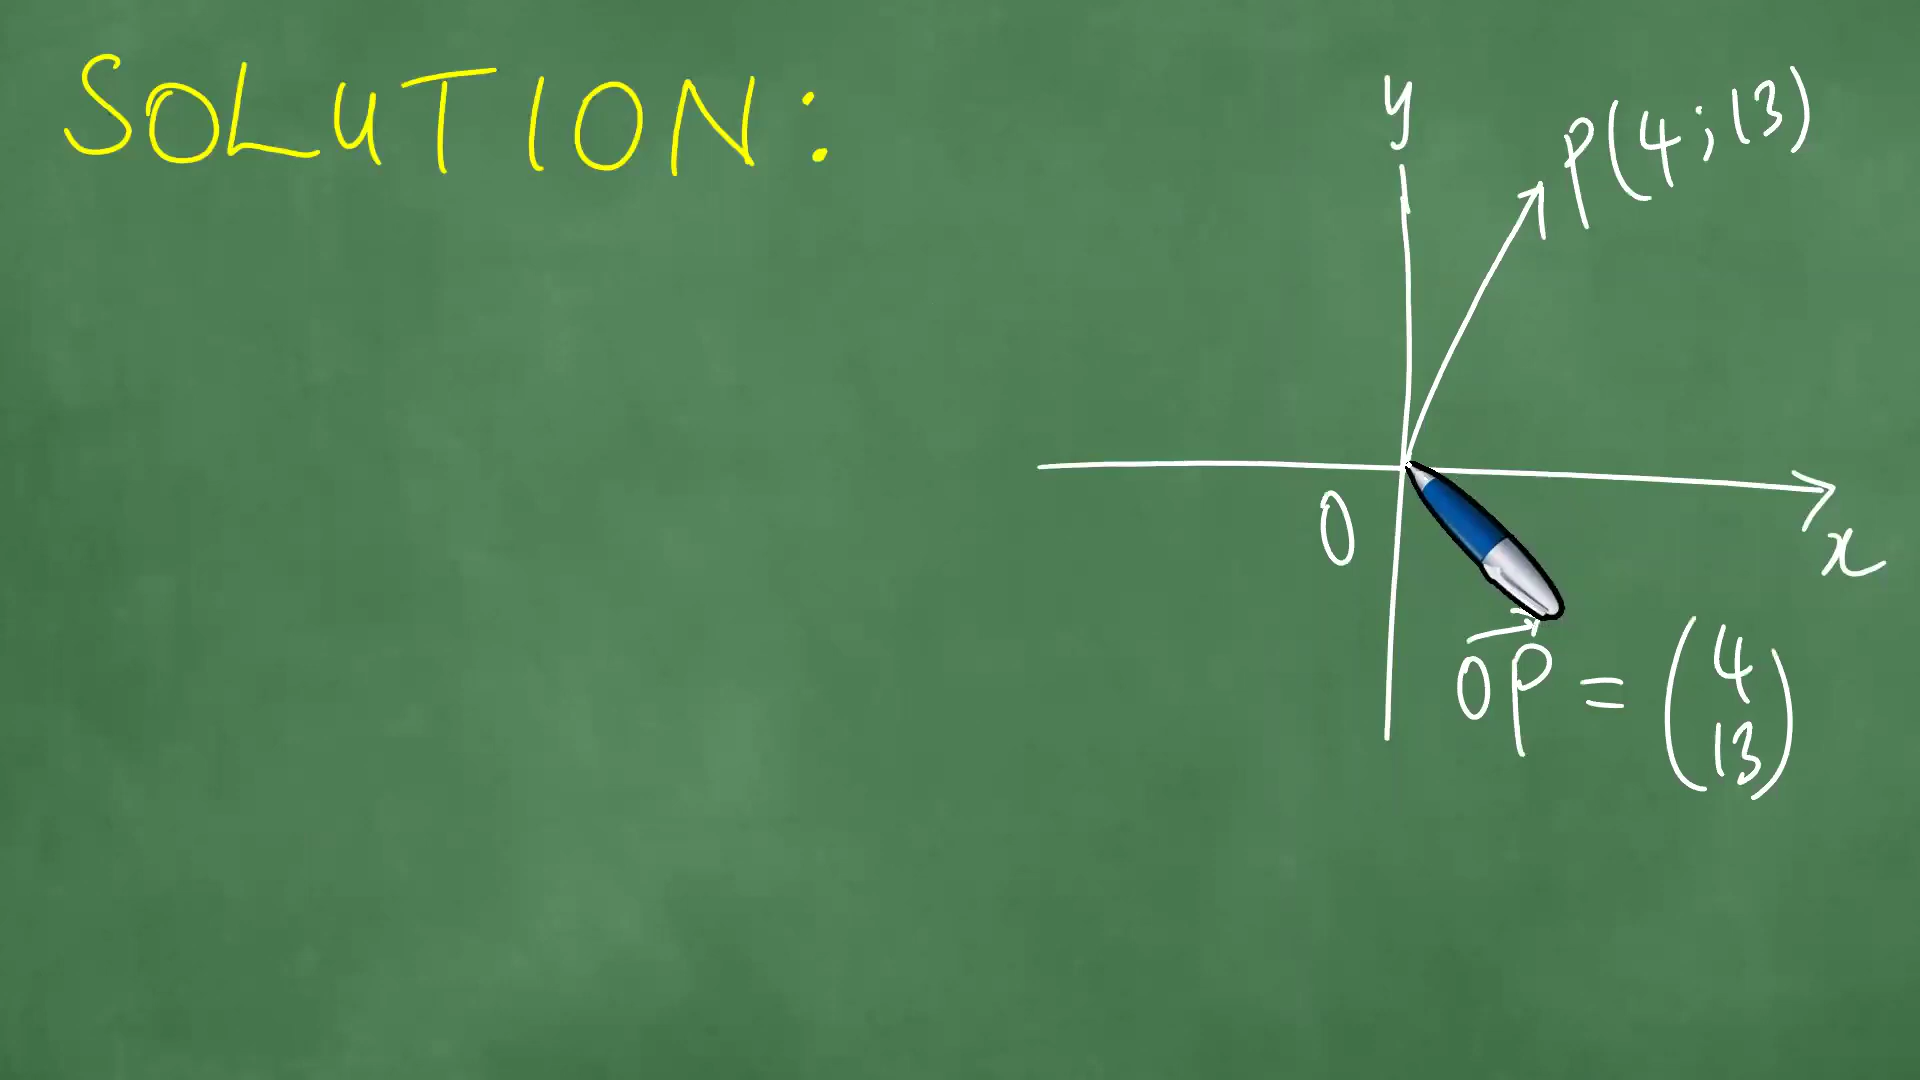 SOLUTION:
y
P(4;13)
0
x
OP⃗ = (4
13)